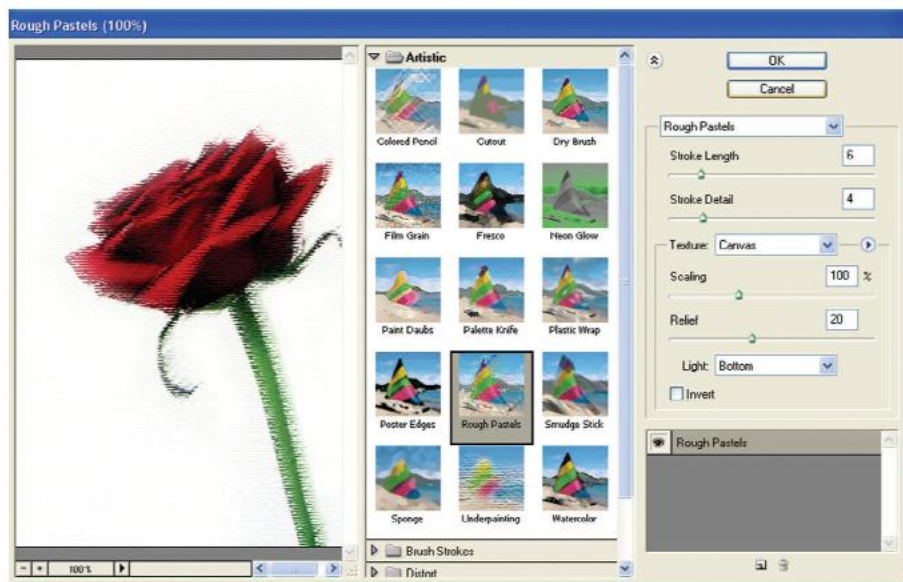 Rough Pastels (100%)
Artistic
Colored Pencil
Cutout
Dry Brush
Film Grain
Fresco
Neon Glow
Paint Daubs
Palette Knife
Plastic Wrap
Poster Edges
Rough Pastels
Smudge Stick
Sponge
Underpainting
Watercolor
Brush Strokes
Distort
100%
OK
Cancel
Rough Pastels
Stroke Length 6
Stroke Detail 4
Texture: Canvas
Scaling 100 %
Relief 20
Light: Bottom
Invert
Rough Pastels